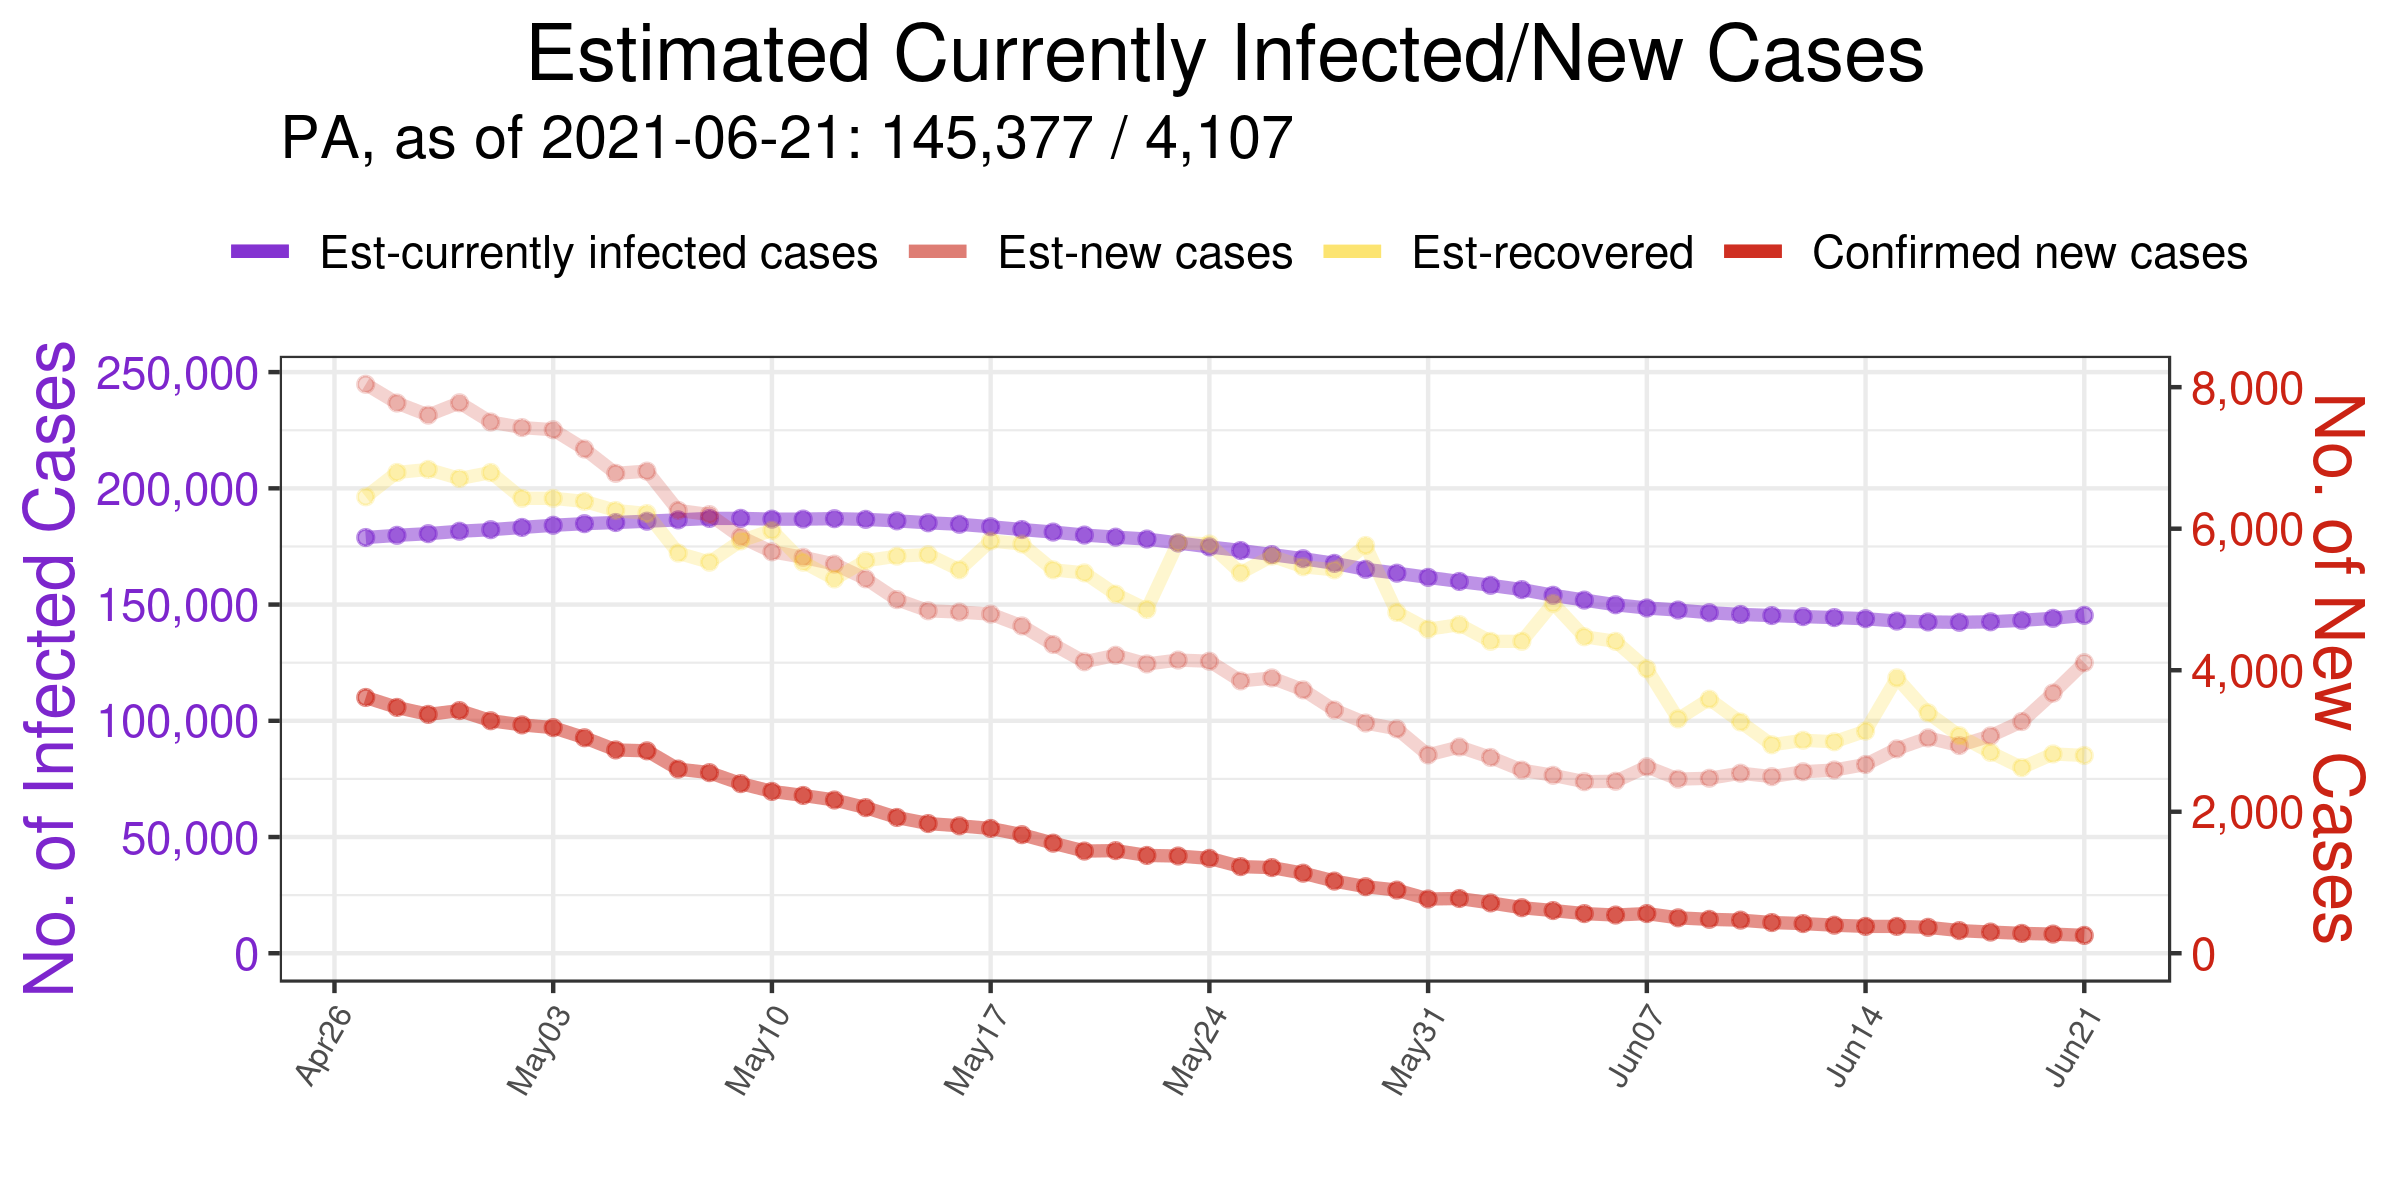 Estimated Currently Infected/New Cases
PA, as of 2021-06-21: 145,377 / 4,107
Est-currently infected cases Est-new cases Est-recovered Confirmed new cases
No. of Infected Cases
250,000
200,000
150,000
100,000
50,000
0
8,000
6,000
4,000
2,000
0
No. of New Cases
Apr26 May03 May10 May17 May24 May31 Jun07 Jun14 Jun21